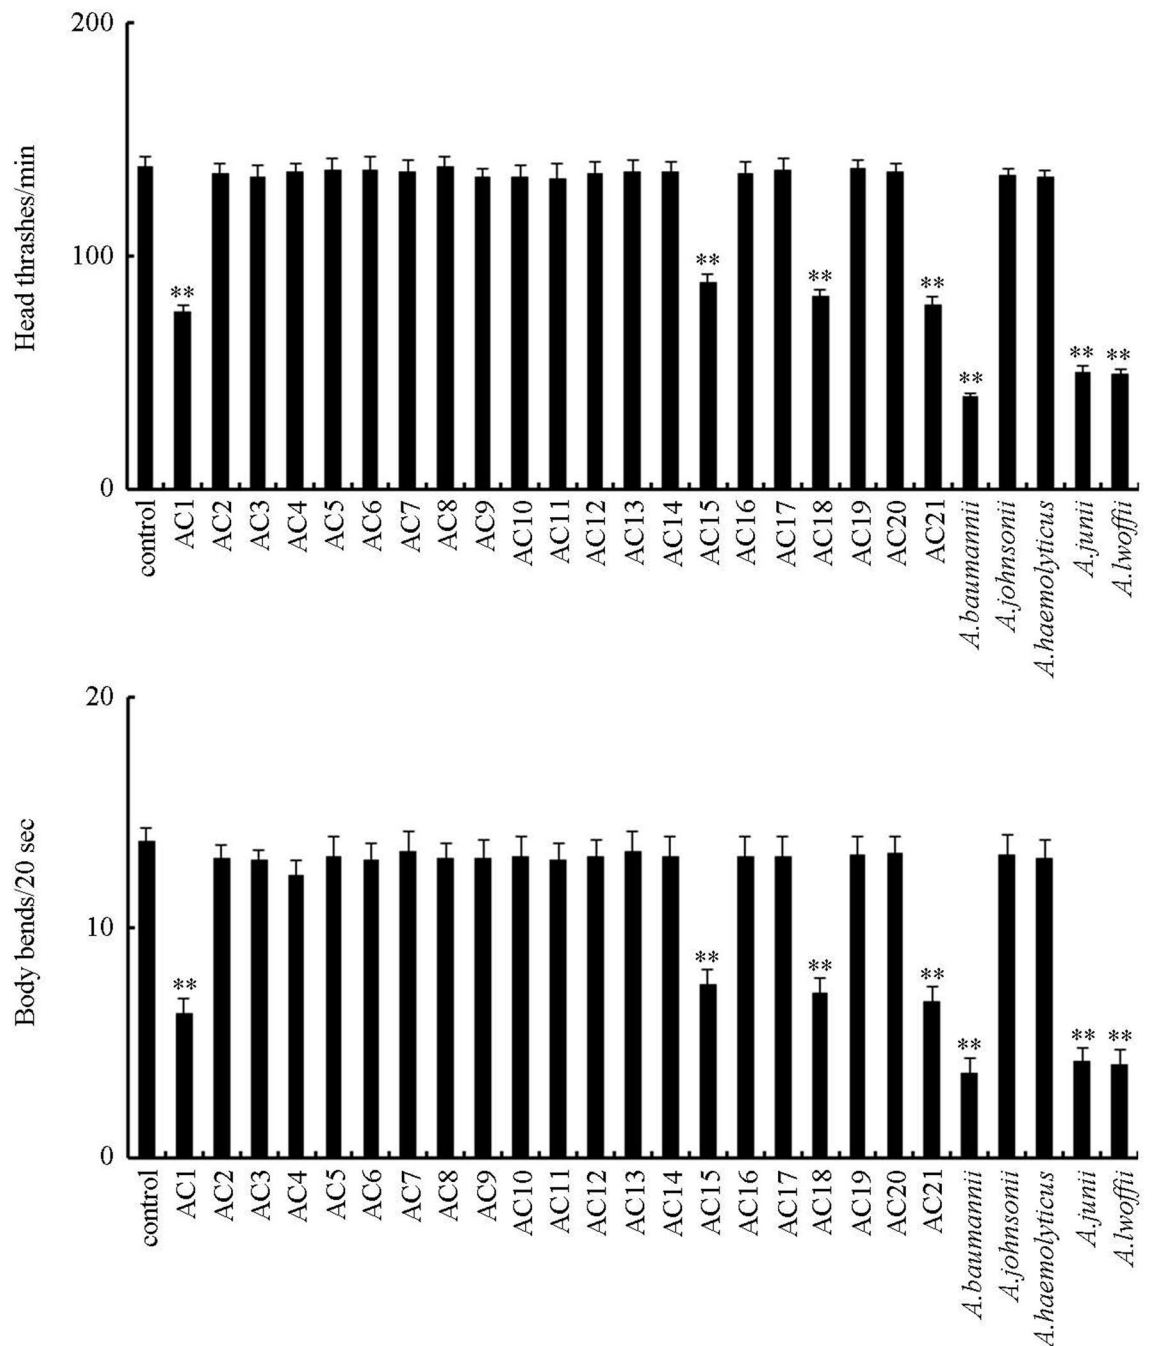 200
100
0
Head thrashes/min
**
**
**
**
**
**
**
control
AC1
AC2
AC3
AC4
AC5
AC6
AC7
AC8
AC9
AC10
AC11
AC12
AC13
AC14
AC15
AC16
AC17
AC18
AC19
AC20
AC21
A.baumannii
A.johnsonii
A.haemolyticus
A.junii
A.lwoffii
20
10
0
Body bends/20 sec
**
**
**
**
**
**
**
control
AC1
AC2
AC3
AC4
AC5
AC6
AC7
AC8
AC9
AC10
AC11
AC12
AC13
AC14
AC15
AC16
AC17
AC18
AC19
AC20
AC21
A.baumannii
A.johnsonii
A.haemolyticus
A.junii
A.lwoffii